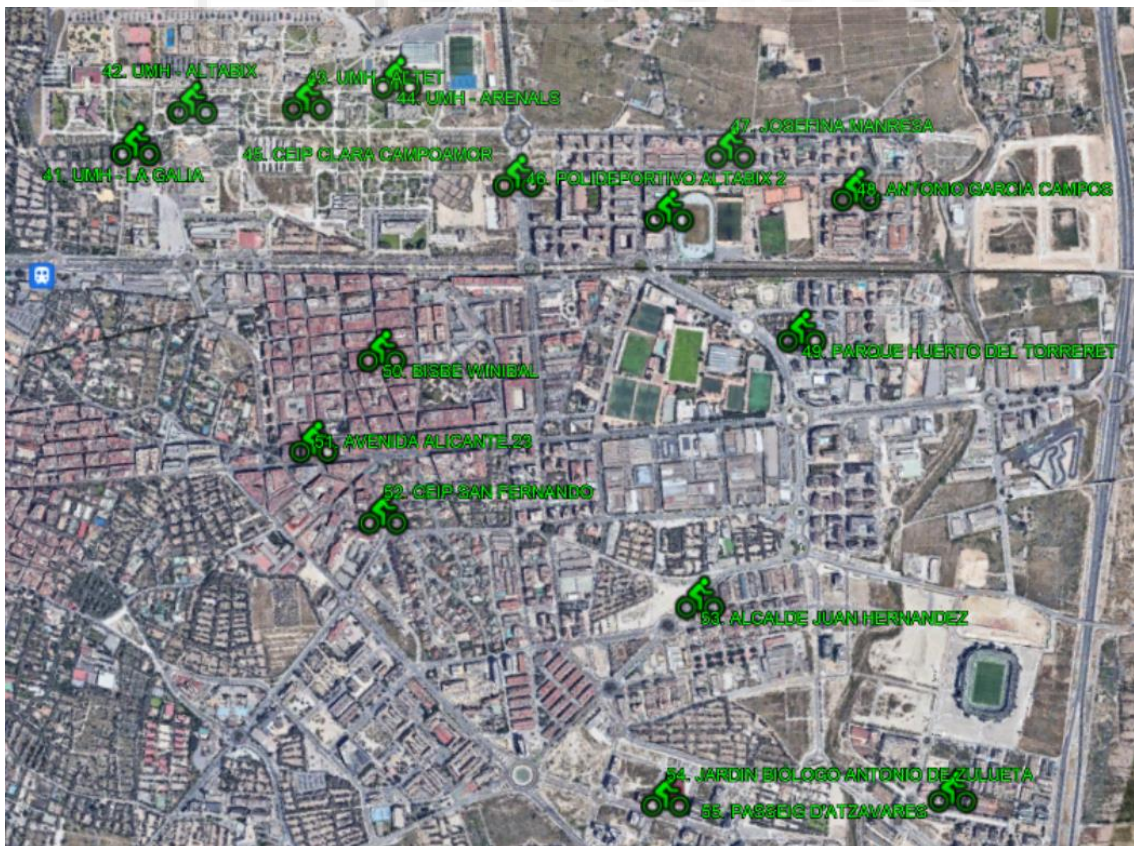 42. UMH - ALTABIX
43. UMH - ALTET
44. UMH - ARENALS
47. JOSEFINA MANRESA
45. CEIP CLARA CAMPOAMOR
41. UMH - LA GALIA
46. POLIDEPORTIVO ALTABIX 2
48. ANTONIO GARCIA CAMPOS
49. PARQUE HUERTO DEL TORRERET
50. BISBE WINIBAL
51. AVENIDA ALICANTE 23
52. CEIP SAN FERNANDO
53. ALCALDE JUAN HERNANDEZ
54. JARDIN BIOLOGO ANTONIO DE ZULUETA
55. PASSEIG D'ATZAVARES